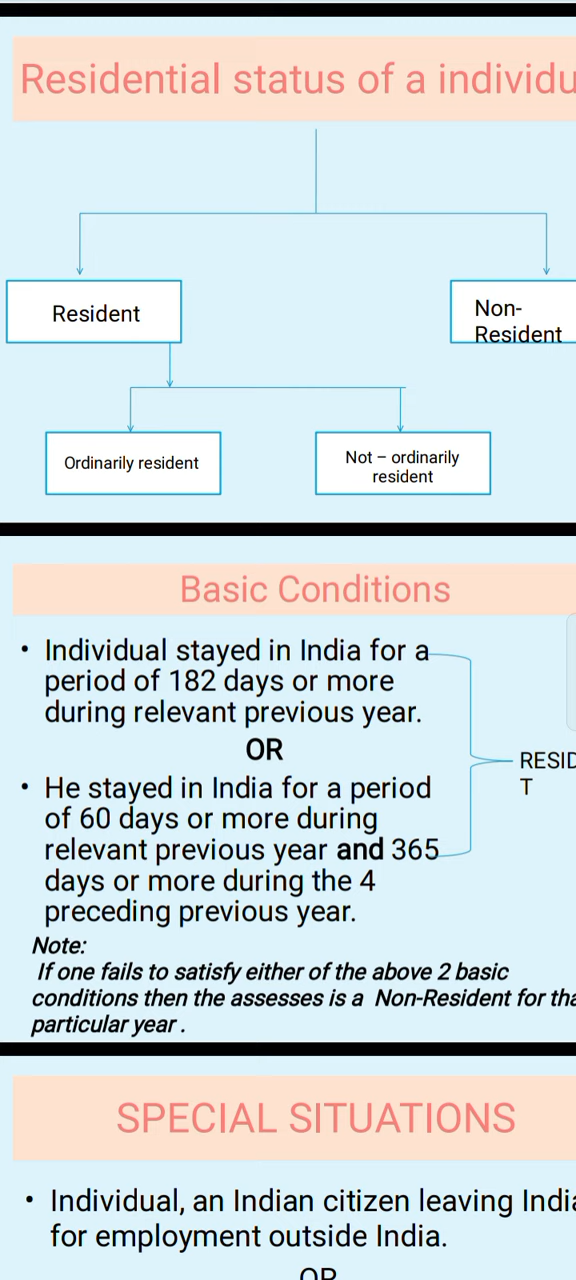 Residential status of a individu
Resident
Non-
Resident
Ordinarily resident
Not – ordinarily
resident
Basic Conditions
• Individual stayed in India for a
period of 182 days or more
during relevant previous year.
OR
• He stayed in India for a period
of 60 days or more during
relevant previous year and 365
days or more during the 4
preceding previous year.
RESID
T
Note:
If one fails to satisfy either of the above 2 basic
conditions then the assesses is a Non-Resident for tha
particular year .
SPECIAL SITUATIONS
• Individual, an Indian citizen leaving India
for employment outside India.
OR